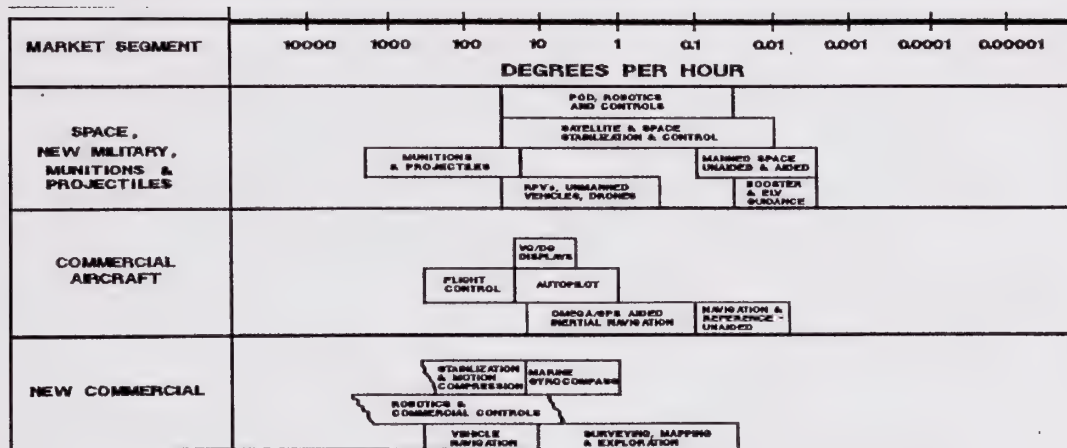 MARKET SEGMENT
10000 1000 100 10 1 0.1 0.01 0.001 0.0001 0.00001
DEGREES PER HOUR
SPACE,
NEW MILITARY,
MUNITIONS &
PROJECTILES
POD, ROBOTICS
AND CONTROLS
SATELLITE & SPACE
STABILIZATION & CONTROL
MUNITIONS
& PROJECTILES
MANNED SPACE
UNAIDED & AIDED
RPVs, UNMANNED
VEHICLES, DRONES
BOOSTER
& ELV
GUIDANCE
COMMERCIAL
AIRCRAFT
VG/DG
DISPLAYS
FLIGHT
CONTROL
AUTOPILOT
OMEGA/GPS AIDED
INERTIAL NAVIGATION
NAVIGATION &
REFERENCE -
UNAIDED
NEW COMMERCIAL
STABILIZATION
& MOTION
COMPRESSION
MARINE
GYROCOMPASS
ROBOTICS &
COMMERCIAL CONTROLS
VEHICLE
NAVIGATION
SURVEYING, MAPPING
& EXPLORATION